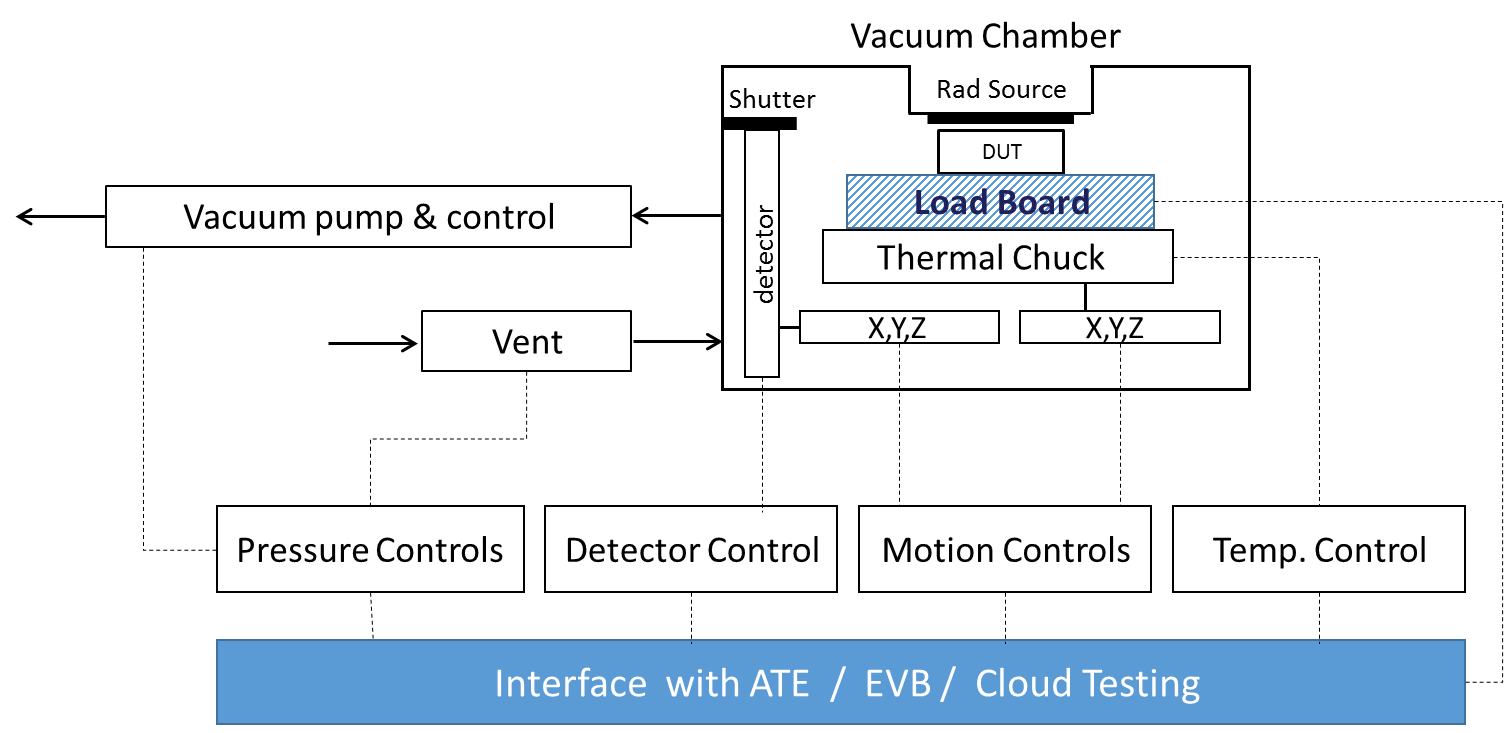 Vacuum Chamber
Rad Source
Shutter
DUT
Load Board
Vacuum pump & control
detector
Thermal Chuck
Vent
X,Y,Z
X,Y,Z
Pressure Controls
Detector Control
Motion Controls
Temp. Control
Interface with ATE / EVB / Cloud Testing